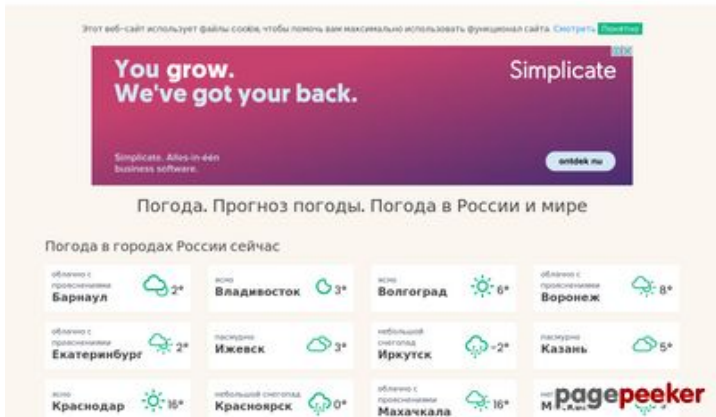 Этот веб-сайт использует файлы cookie, чтобы помочь вам максимально использовать функционал сайта. Смотреть Понятно
You grow.
We've got your back.
Simplicate
Simplicate. Alles-in-één
business software.
ontdek nu
Погода. Прогноз погоды. Погода в России и мире
Погода в городах России сейчас
облачно с
прояснениями
Барнаул
2°
ясно
Владивосток
3°
ясно
Волгоград
6°
облачно с
прояснениями
Воронеж
8°
облачно с
прояснениями
Екатеринбург
2°
пасмурно
Ижевск
3°
небольшой
снегопад
Иркутск
-2°
пасмурно
Казань
5°
ясно
Краснодар
16°
небольшой снегопад
Красноярск
0°
облачно с
прояснениями
Махачкала
16°
pagepeeker